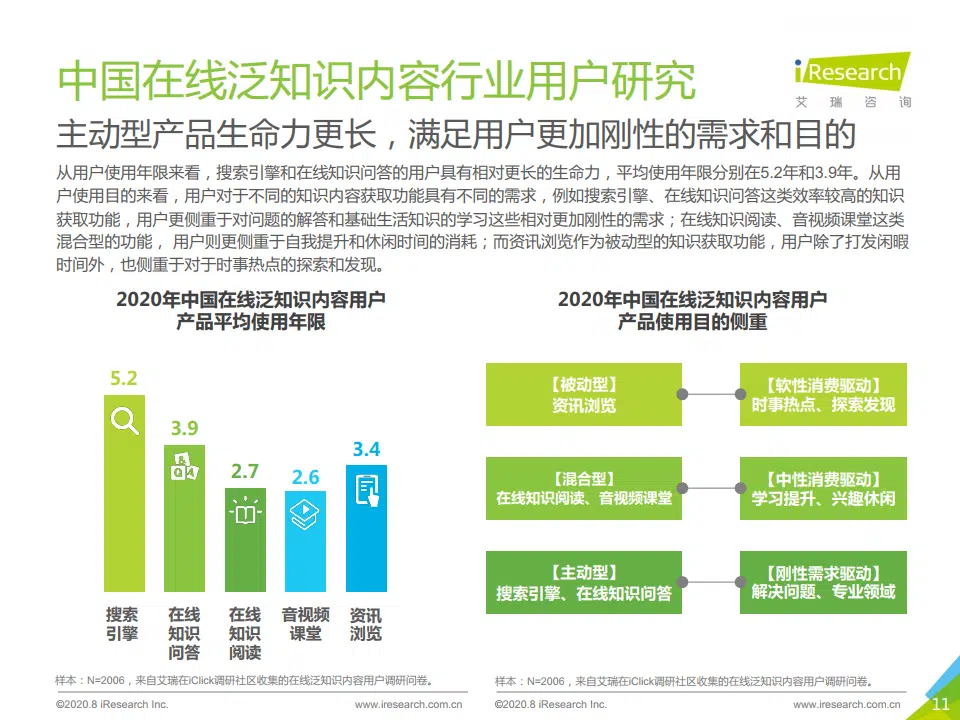 中国在线泛知识内容行业用户研究
iResearch
艾瑞咨询
主动型产品生命力更长，满足用户更加刚性的需求和目的
从用户使用年限来看，搜索引擎和在线知识问答的用户具有相对更长的生命力，平均使用年限分别在5.2年和3.9年。从用
户使用目的来看，用户对于不同的知识内容获取功能具有不同的需求，例如搜索引擎、在线知识问答这类效率较高的知识
获取功能，用户更侧重于对问题的解答和基础生活知识的学习这些相对更加刚性的需求；在线知识阅读、音视频课堂这类
混合型的功能， 用户则更侧重于自我提升和休闲时间的消耗；而资讯浏览作为被动型的知识获取功能，用户除了打发闲暇
时间外，也侧重于对于时事热点的探索和发现。
2020年中国在线泛知识内容用户
产品平均使用年限
5.2
3.9
2.7
2.6
3.4
& Q A
搜索
引擎
在线
知识
问答
在线
知识
阅读
音视频
课堂
资讯
浏览
样本：N=2006，来自艾瑞在iClick调研社区收集的在线泛知识内容用户调研问卷。
©2020.8 iResearch Inc.
www.iresearch.com.cn
2020年中国在线泛知识内容用户
产品使用目的侧重
【被动型】
资讯浏览
【软性消费驱动】
时事热点、探索发现
【混合型】
在线知识阅读、音视频课堂
【中性消费驱动】
学习提升、兴趣休闲
【主动型】
搜索引擎、在线知识问答
【刚性需求驱动】
解决问题、专业领域
样本：N=2006，来自艾瑞在iClick调研社区收集的在线泛知识内容用户调研问卷。
©2020.8 iResearch Inc.
www.iresearch.com.cn
11